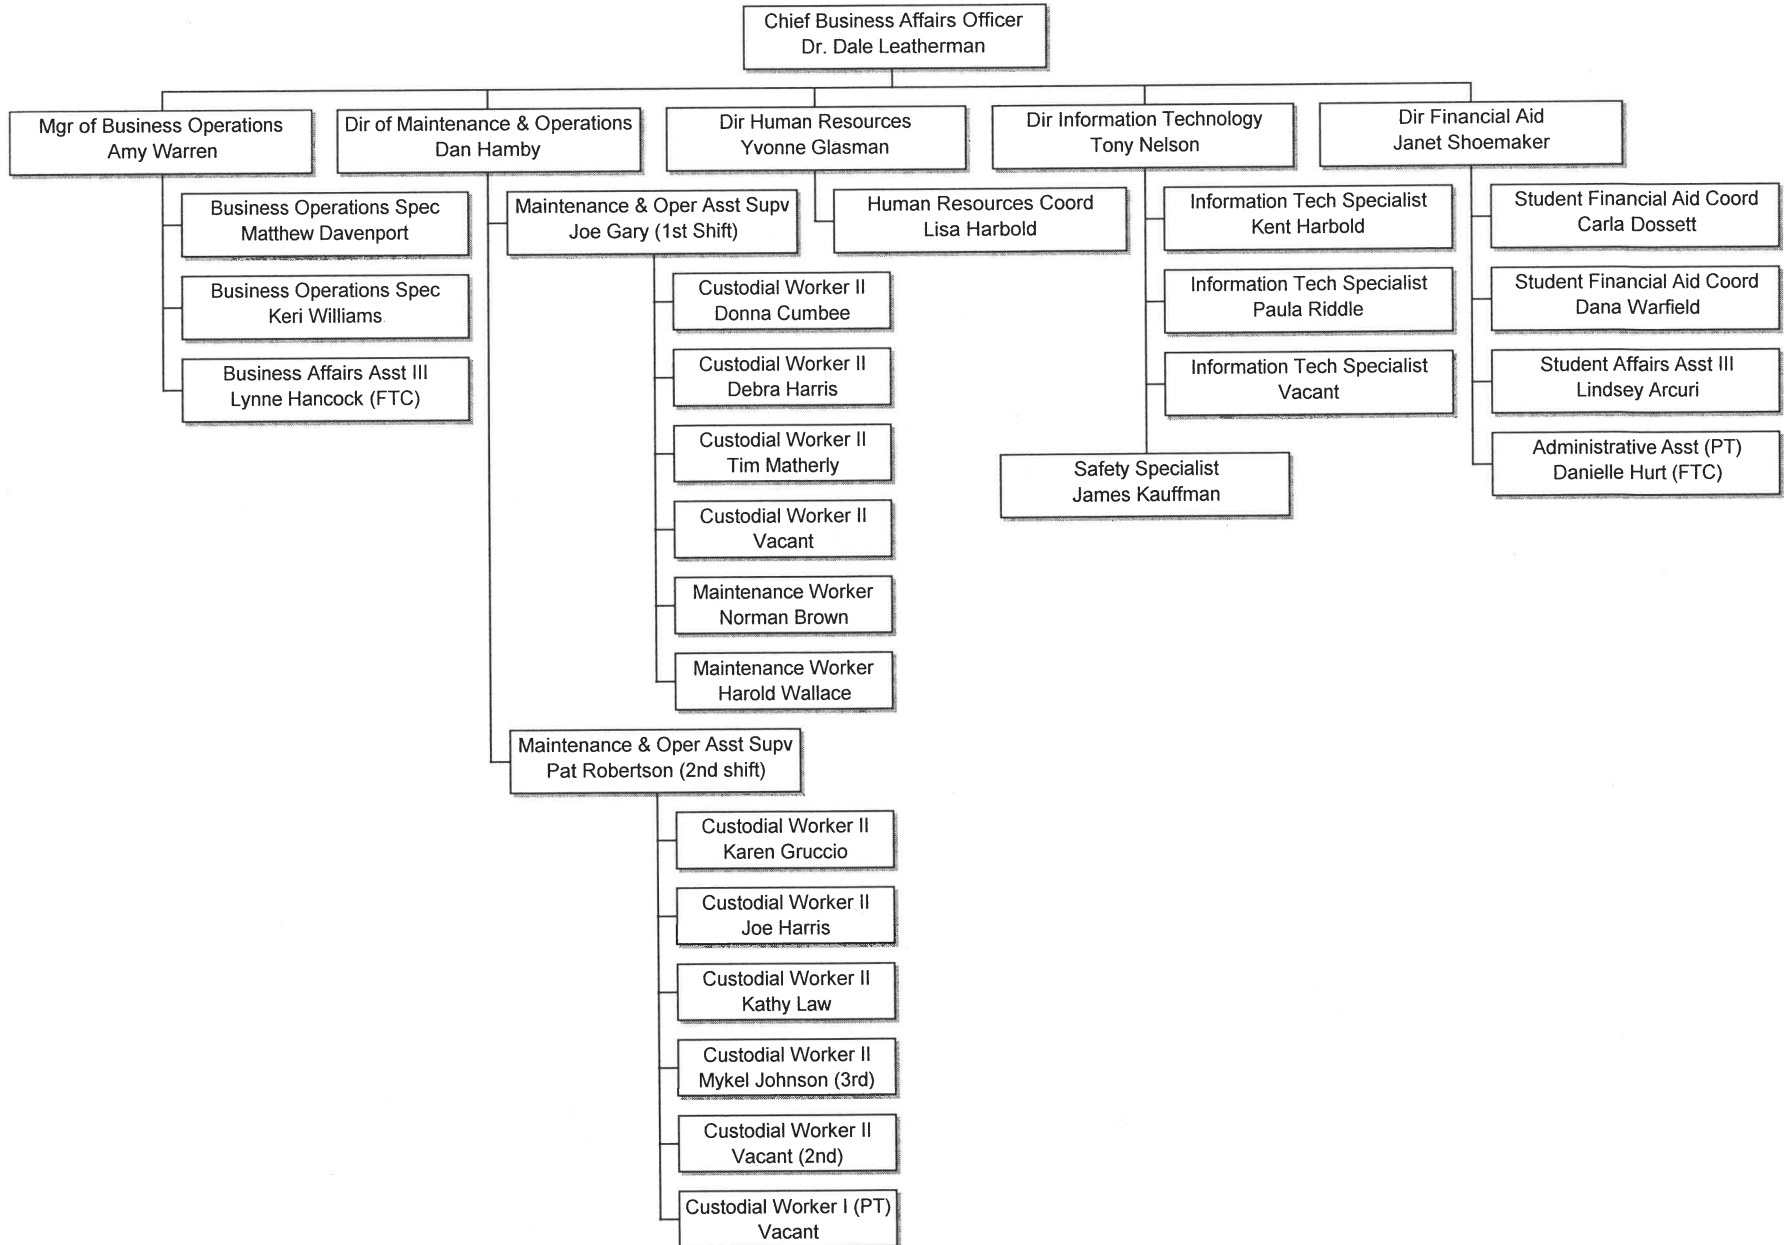 Chief Business Affairs Officer
Dr. Dale Leatherman
Mgr of Business Operations
Amy Warren
Business Operations Spec
Matthew Davenport
Business Operations Spec
Keri Williams
Business Affairs Asst III
Lynne Hancock (FTC)
Dir of Maintenance & Operations
Dan Hamby
Maintenance & Oper Asst Supv
Joe Gary (1st Shift)
Custodial Worker II
Donna Cumbee
Custodial Worker II
Debra Harris
Custodial Worker II
Tim Matherly
Custodial Worker II
Vacant
Maintenance Worker
Norman Brown
Maintenance Worker
Harold Wallace
Maintenance & Oper Asst Supv
Pat Robertson (2nd shift)
Custodial Worker II
Karen Gruccio
Custodial Worker II
Joe Harris
Custodial Worker II
Kathy Law
Custodial Worker II
Mykel Johnson (3rd)
Custodial Worker II
Vacant (2nd)
Custodial Worker I (PT)
Vacant
Dir Human Resources
Yvonne Glasman
Human Resources Coord
Lisa Harbold
Dir Information Technology
Tony Nelson
Information Tech Specialist
Kent Harbold
Information Tech Specialist
Paula Riddle
Information Tech Specialist
Vacant
Safety Specialist
James Kauffman
Dir Financial Aid
Janet Shoemaker
Student Financial Aid Coord
Carla Dossett
Student Financial Aid Coord
Dana Warfield
Student Affairs Asst III
Lindsey Arcuri
Administrative Asst (PT)
Danielle Hurt (FTC)